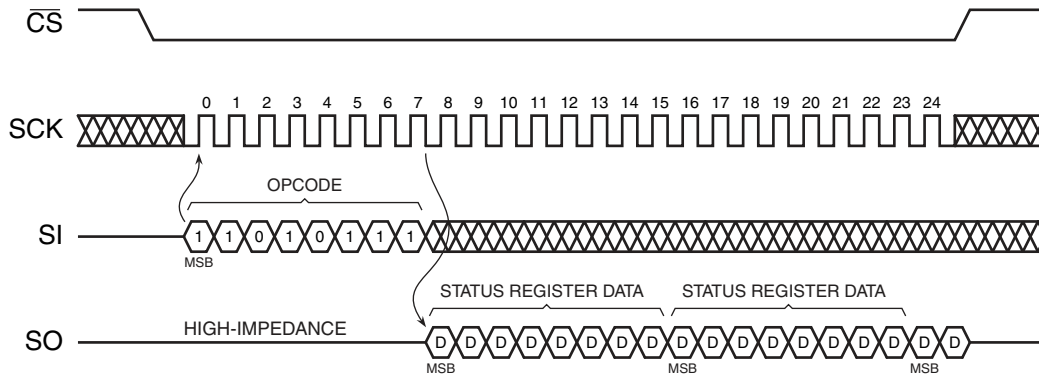 CS
0 1 2 3 4 5 6 7 8 9 10 11 12 13 14 15 16 17 18 19 20 21 22 23 24
SCK
OPCODE
SI 1 1 0 1 0 1 1 1
MSB
STATUS REGISTER DATA STATUS REGISTER DATA
HIGH-IMPEDANCE
SO D D D D D D D D D D D D D D D D D D
MSB MSB MSB